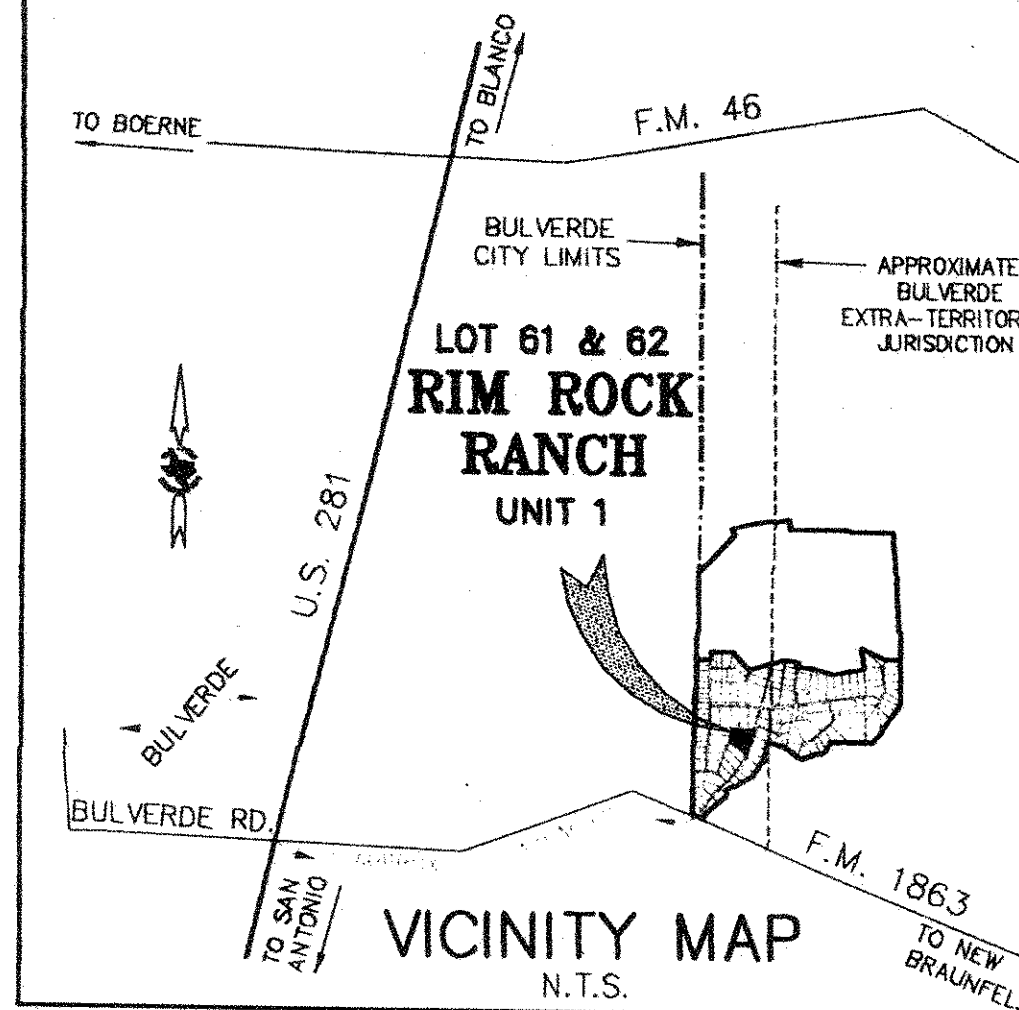 TO BLANCO
TO BOERNE
F.M. 46
BULVERDE
CITY LIMITS
APPROXIMATE
BULVERDE
EXTRA-TERRITOR
JURISDICTION
LOT 61 & 62
RIM ROCK
RANCH
UNIT 1
U.S. 281
BULVERDE
BULVERDE RD.
F.M. 1863
TO SAN
ANTONIO
TO NEW
BRAUNFEL
VICINITY MAP
N.T.S.